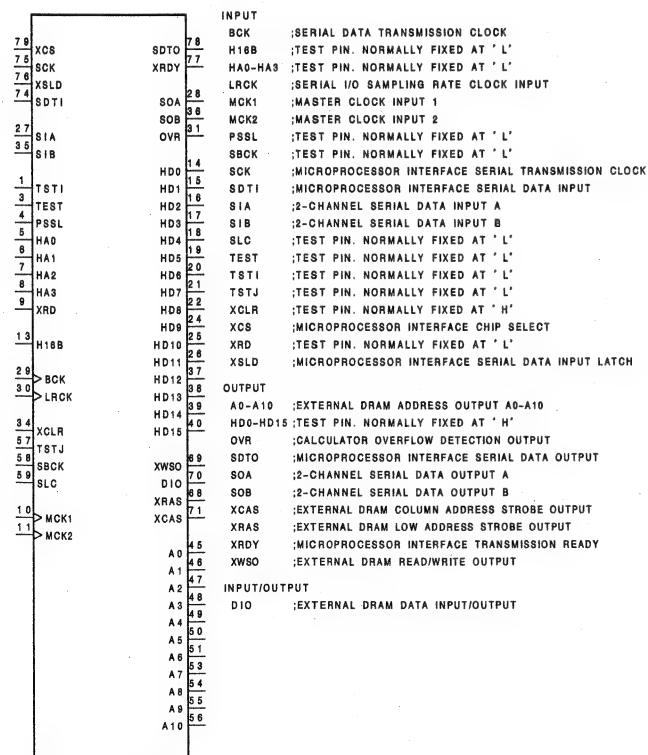 79 XCS
75 SCK
76 XSLD
74 SDTI
27 SIA
35 SIB
1 TSTI
3 TEST
4 PSSL
5 HA0
6 HA1
7 HA2
8 HA3
9 XRD
13 H16B
29 BCK
30 LRCK
34 XCLR
57 TSTJ
58 SBCK
59 SLC
10 MCK1
11 MCK2
SDTO 78
XRDY 77
SOA 28
SOB 36
OVR 31
HD0 14
HD1 15
HD2 16
HD3 17
HD4 18
HD5 19
HD6 20
HD7 21
HD8 22
HD9 24
HD10 25
HD11 26
HD12 37
HD13 38
HD14 39
HD15 40
XWSO 69
DIO 70
XRAS 68
XCAS 71
A0 45
A1 46
A2 47
A3 48
A4 49
A5 50
A6 51
A7 53
A8 54
A9 55
A10 56
INPUT
BCK ;SERIAL DATA TRANSMISSION CLOCK
H16B ;TEST PIN. NORMALLY FIXED AT 'L'
HA0-HA3 ;TEST PIN. NORMALLY FIXED AT 'L'
LRCK ;SERIAL I/O SAMPLING RATE CLOCK INPUT
MCK1 ;MASTER CLOCK INPUT 1
MCK2 ;MASTER CLOCK INPUT 2
PSSL ;TEST PIN. NORMALLY FIXED AT 'L'
SBCK ;TEST PIN. NORMALLY FIXED AT 'L'
SCK ;MICROPROCESSOR INTERFACE SERIAL TRANSMISSION CLOCK
SDTI ;MICROPROCESSOR INTERFACE SERIAL DATA INPUT
SIA ;2-CHANNEL SERIAL DATA INPUT A
SIB ;2-CHANNEL SERIAL DATA INPUT B
SLC ;TEST PIN. NORMALLY FIXED AT 'L'
TEST ;TEST PIN. NORMALLY FIXED AT 'L'
TSTI ;TEST PIN. NORMALLY FIXED AT 'L'
TSTJ ;TEST PIN. NORMALLY FIXED AT 'L'
XCLR ;TEST PIN. NORMALLY FIXED AT 'H'
XCS ;MICROPROCESSOR INTERFACE CHIP SELECT
XRD ;TEST PIN. NORMALLY FIXED AT 'L'
XSLD ;MICROPROCESSOR INTERFACE SERIAL DATA INPUT LATCH
OUTPUT
A0-A10 ;EXTERNAL DRAM ADDRESS OUTPUT A0-A10
HD0-HD15 ;TEST PIN. NORMALLY FIXED AT 'H'
OVR ;CALCULATOR OVERFLOW DETECTION OUTPUT
SDTO ;MICROPROCESSOR INTERFACE SERIAL DATA OUTPUT
SOA ;2-CHANNEL SERIAL DATA OUTPUT A
SOB ;2-CHANNEL SERIAL DATA OUTPUT B
XCAS ;EXTERNAL DRAM COLUMN ADDRESS STROBE OUTPUT
XRAS ;EXTERNAL DRAM LOW ADDRESS STROBE OUTPUT
XRDY ;MICROPROCESSOR INTERFACE TRANSMISSION READY
XWSO ;EXTERNAL DRAM READ/WRITE OUTPUT
INPUT/OUTPUT
DIO ;EXTERNAL DRAM DATA INPUT/OUTPUT